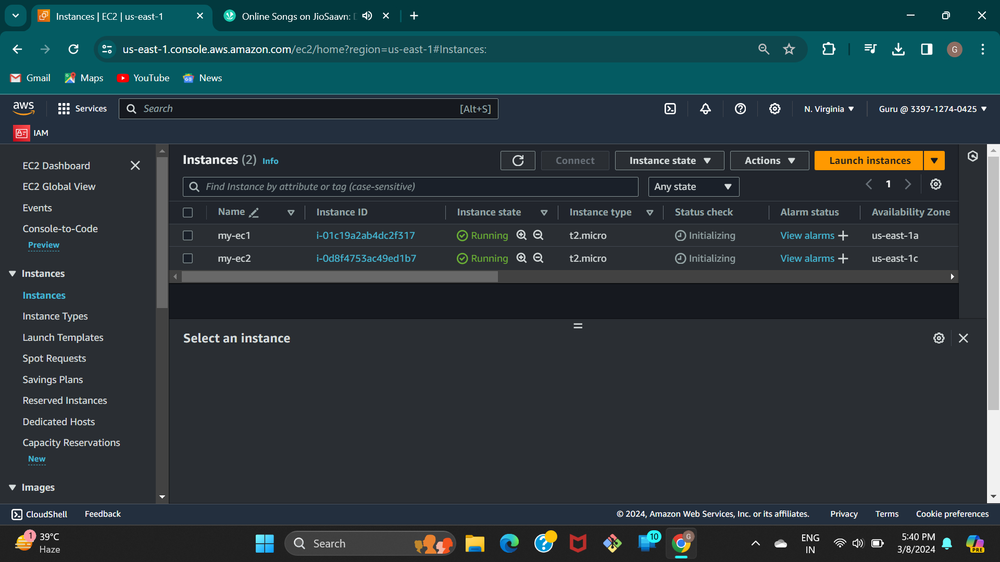 Instances | EC2 | us-east-1
Online Songs on JioSaavn:
us-east-1.console.aws.amazon.com/ec2/home?region=us-east-1#Instances:
G
Gmail
Maps
YouTube
News
aws
Services
Search
[Alt+S]
N. Virginia
Guru @ 3397-1274-0425
IAM
EC2 Dashboard
EC2 Global View
Events
Console-to-Code
Preview
Instances
Instances
Instance Types
Launch Templates
Spot Requests
Savings Plans
Reserved Instances
Dedicated Hosts
Capacity Reservations
New
Images
Instances (2) Info
Connect
Instance state
Actions
Launch instances
Find Instance by attribute or tag (case-sensitive)
Any state
1
Name Instance ID Instance state Instance type Status check Alarm status Availability Zone
my-ec1 i-01c19a2ab4dc2f317 Running t2.micro Initializing View alarms us-east-1a
my-ec2 i-0d8f4753ac49ed1b7 Running t2.micro Initializing View alarms us-east-1c
Select an instance
CloudShell
Feedback
© 2024, Amazon Web Services, Inc. or its affiliates.
Privacy
Terms
Cookie preferences
1
39°C
Haze
Search
10
G
ENG
IN
5:40 PM
3/8/2024
PRE